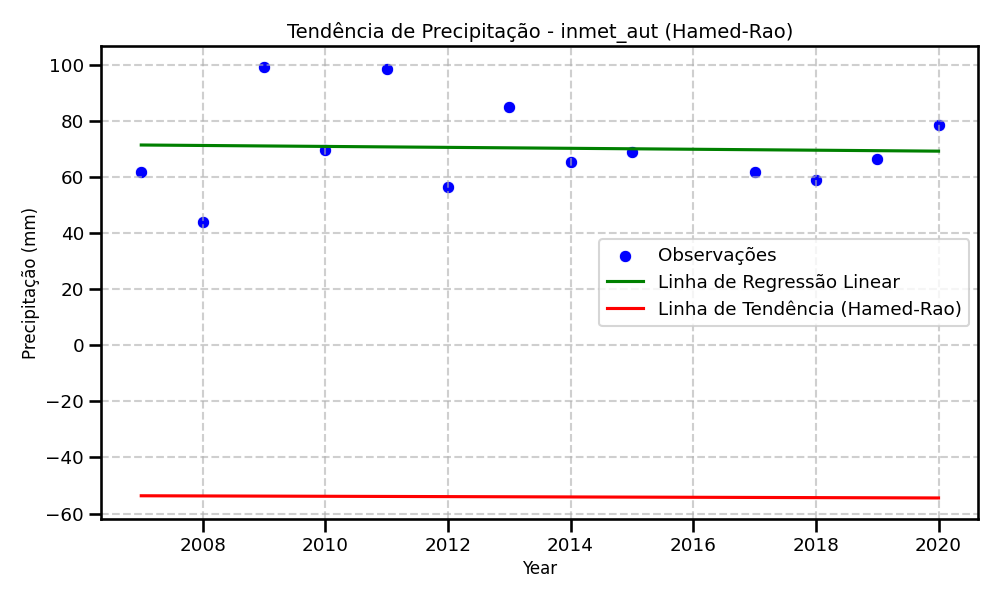 Tendência de Precipitação - inmet_aut (Hamed-Rao)
100
80
60
40
20
0
−20
−40
−60
Precipitação (mm)
Observações
Linha de Regressão Linear
Linha de Tendência (Hamed-Rao)
2008 2010 2012 2014 2016 2018 2020
Year